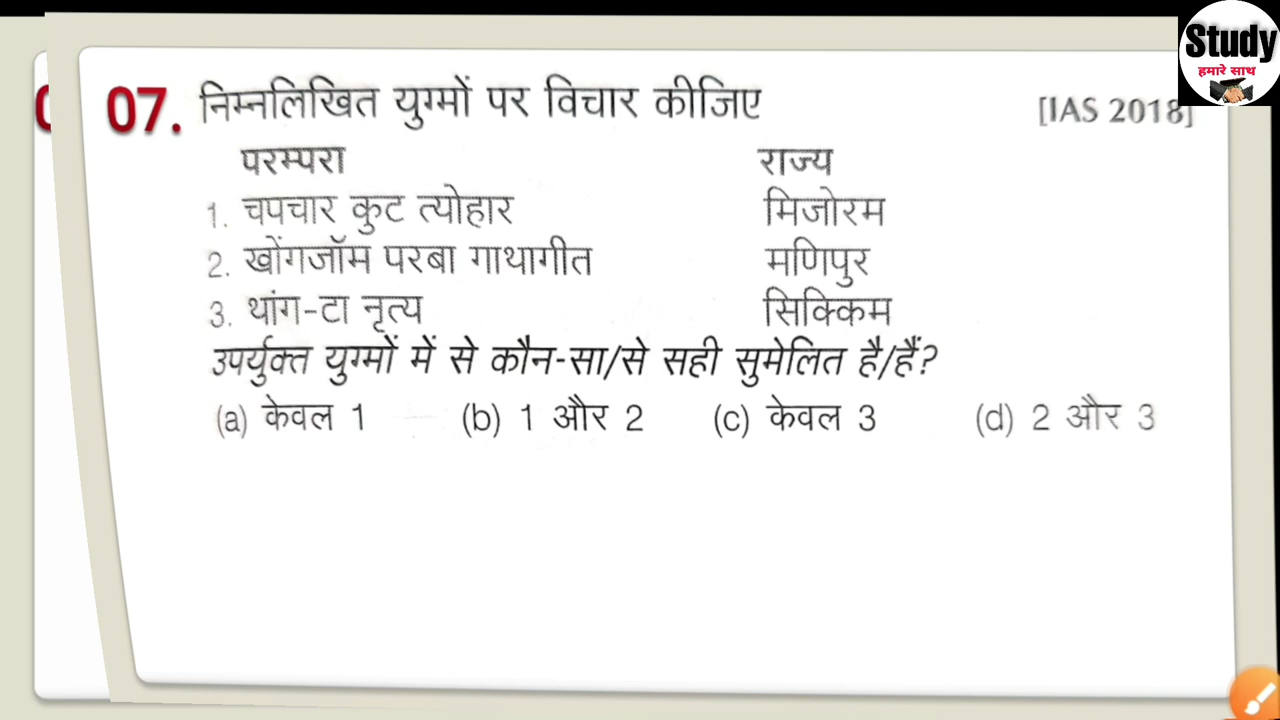 Study
हमारे साथ
07. निम्नलिखित युग्मों पर विचार कीजिए [IAS 2018]
परम्परा राज्य
1. चपचार कुट त्योहार मिजोरम
2. खोंगजॉम परबा गाथागीत मणिपुर
3. थांग-टा नृत्य सिक्किम
उपर्युक्त युग्मों में से कौन-सा/से सही सुमेलित है/हैं?
(a) केवल 1 (b) 1 और 2 (c) केवल 3 (d) 2 और 3